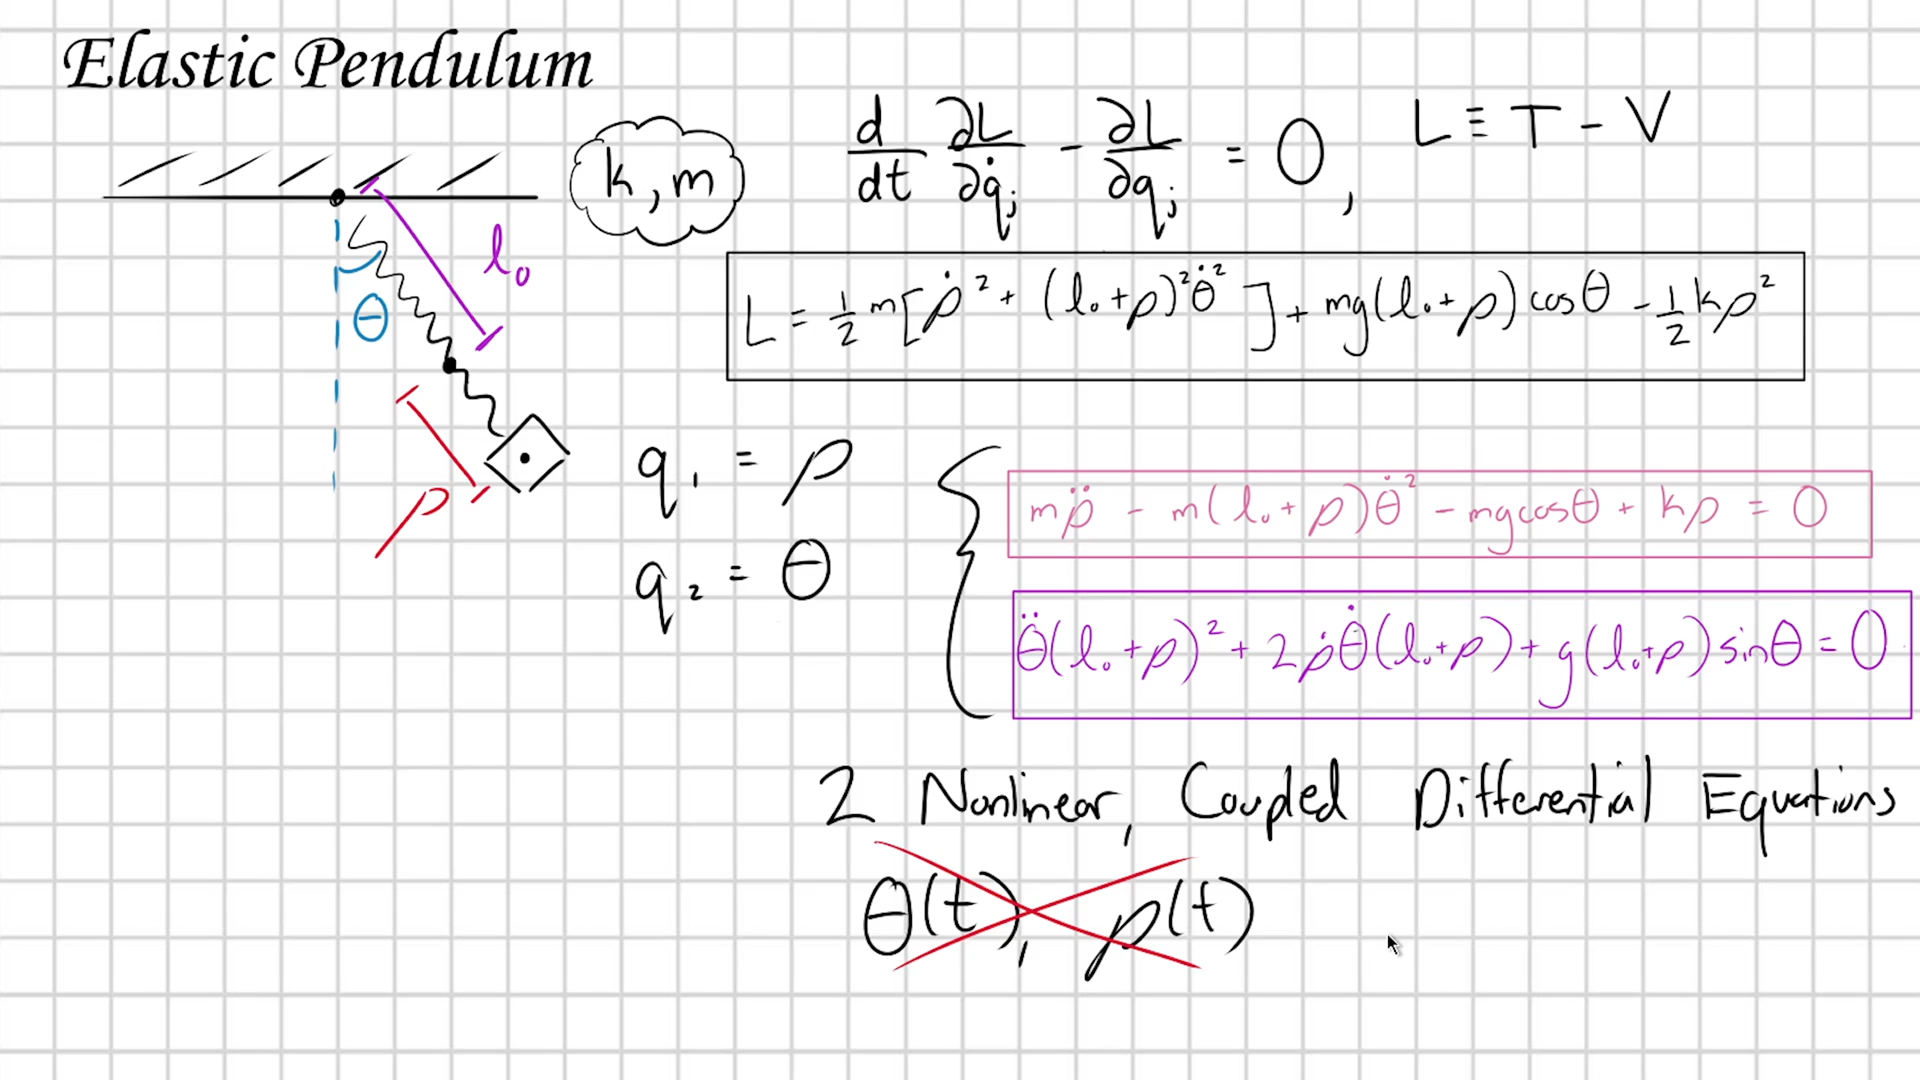 Elastic Pendulum
k, m
d/dt ∂L/∂q̇ⱼ - ∂L/∂qⱼ = 0, L ≡ T - V
l₀
θ
L = ½ m[ρ̇² + (l₀+ρ)²θ̇²] + mg(l₀+ρ)cosθ - ½kρ²
ρ
q₁ = ρ
mρ̈ - m(l₀+ρ)θ̇² - mgcosθ + kρ = 0
q₂ = θ
θ̈(l₀+ρ)² + 2ρ̇θ̇(l₀+ρ) + g(l₀+ρ)sinθ = 0
2 Nonlinear, Coupled Differential Equations
θ(t), ρ(t)